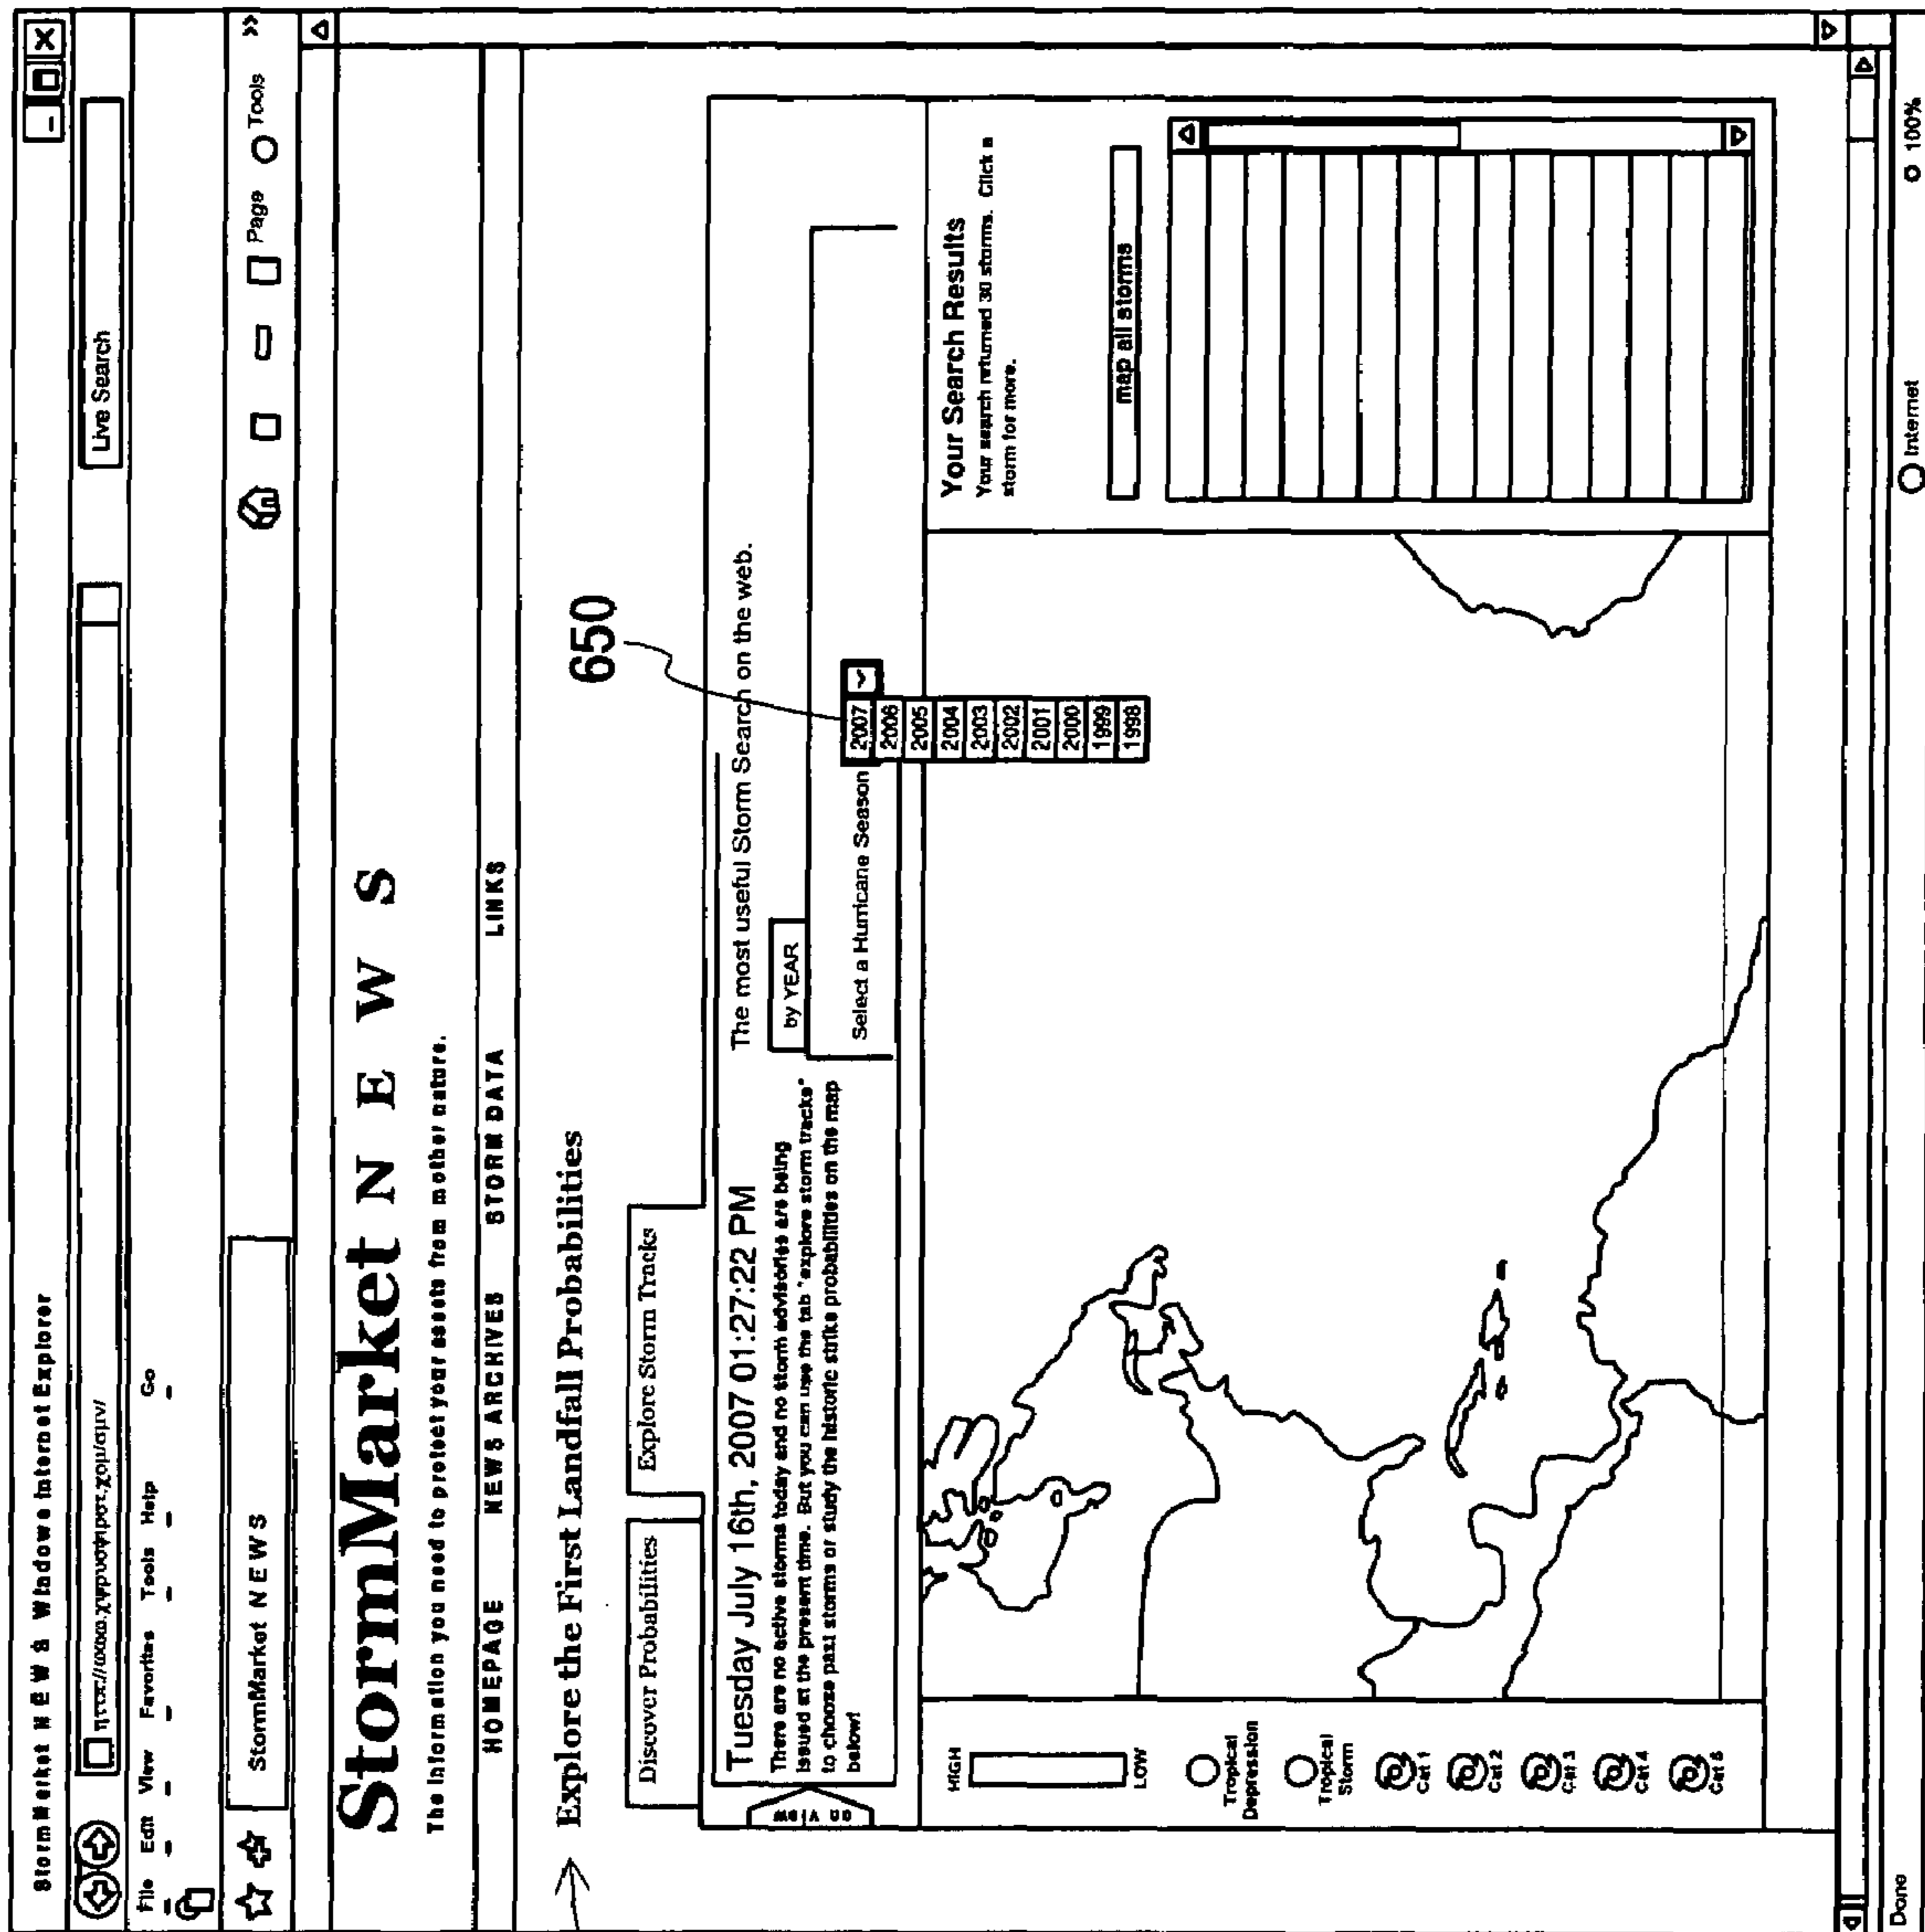 StormMarket NEWS Windows Internet Explorer
Live Search
File Edit View Favorites Tools Help Go
StormMarket NEWS
Page Tools
StormMarket NEWS
The information you need to protect your assets from mother nature.
HOMEPAGE NEWS ARCHIVES STORM DATA LINKS
Explore the First Landfall Probabilities
650
Discover Probabilities Explore Storm Tracks
Tuesday July 16th, 2007 01:27:22 PM
There are no active storms today and no storm advisories are being
issued at the present time. But you can use the tab "explore storm tracks"
to choose past storms or study the historic strike probabilities on the map
below!
The most useful Storm Search on the web.
by YEAR
Select a Hurricane Season
2007
2006
2005
2004
2003
2002
2001
2000
1999
1998
HIGH
LOW
Tropical
Depression
Tropical
Storm
Cat 1
Cat 2
Cat 3
Cat 4
Cat 5
Your Search Results
Your search returned 30 storms. Click a
storm for more.
map all storms
Done
Internet
100%